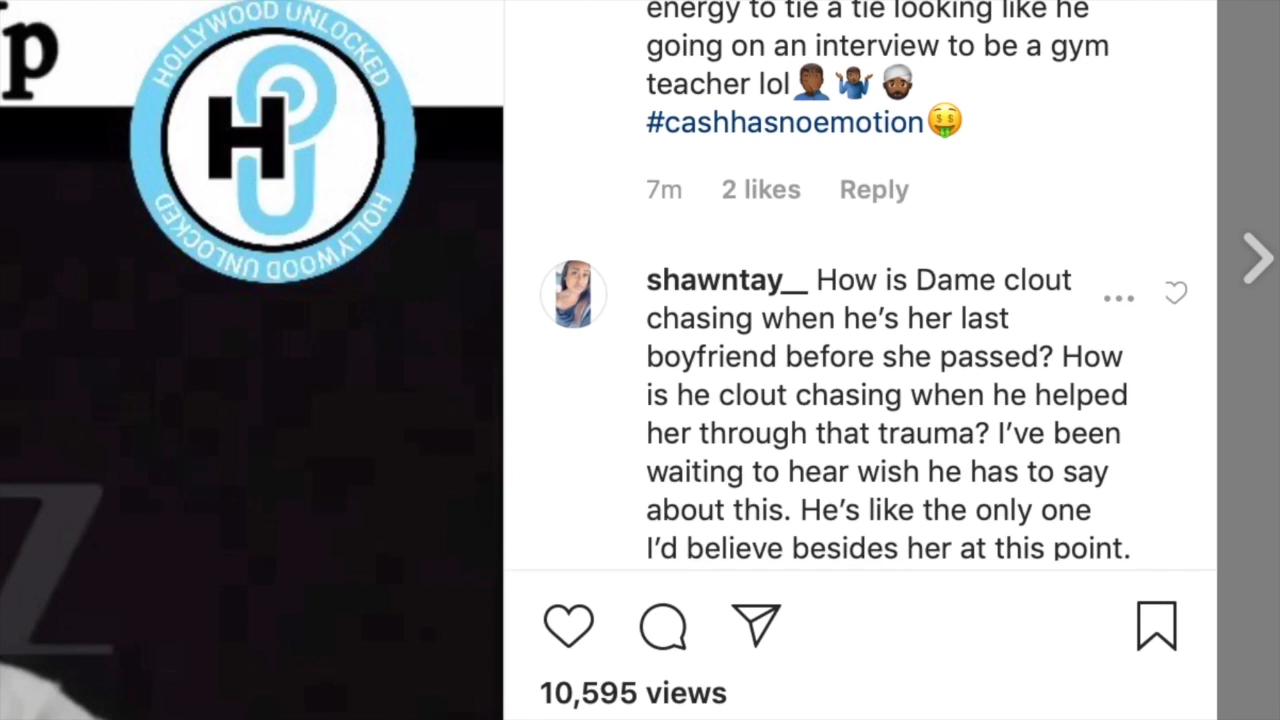 p
HOLLYWOOD UNLOCKED
HU
HOLLYWOOD UNLOCKED
Z
energy to tie a tie looking like he
going on an interview to be a gym
teacher lol🤦🏾‍♂️🤷🏾‍♂️👳🏾‍♂️
#cashhasnoemotion🤑
7m 2 likes Reply
shawntay__ How is Dame clout
chasing when he’s her last
boyfriend before she passed? How
is he clout chasing when he helped
her through that trauma? I’ve been
waiting to hear wish he has to say
about this. He’s like the only one
I’d believe besides her at this point.
10,595 views